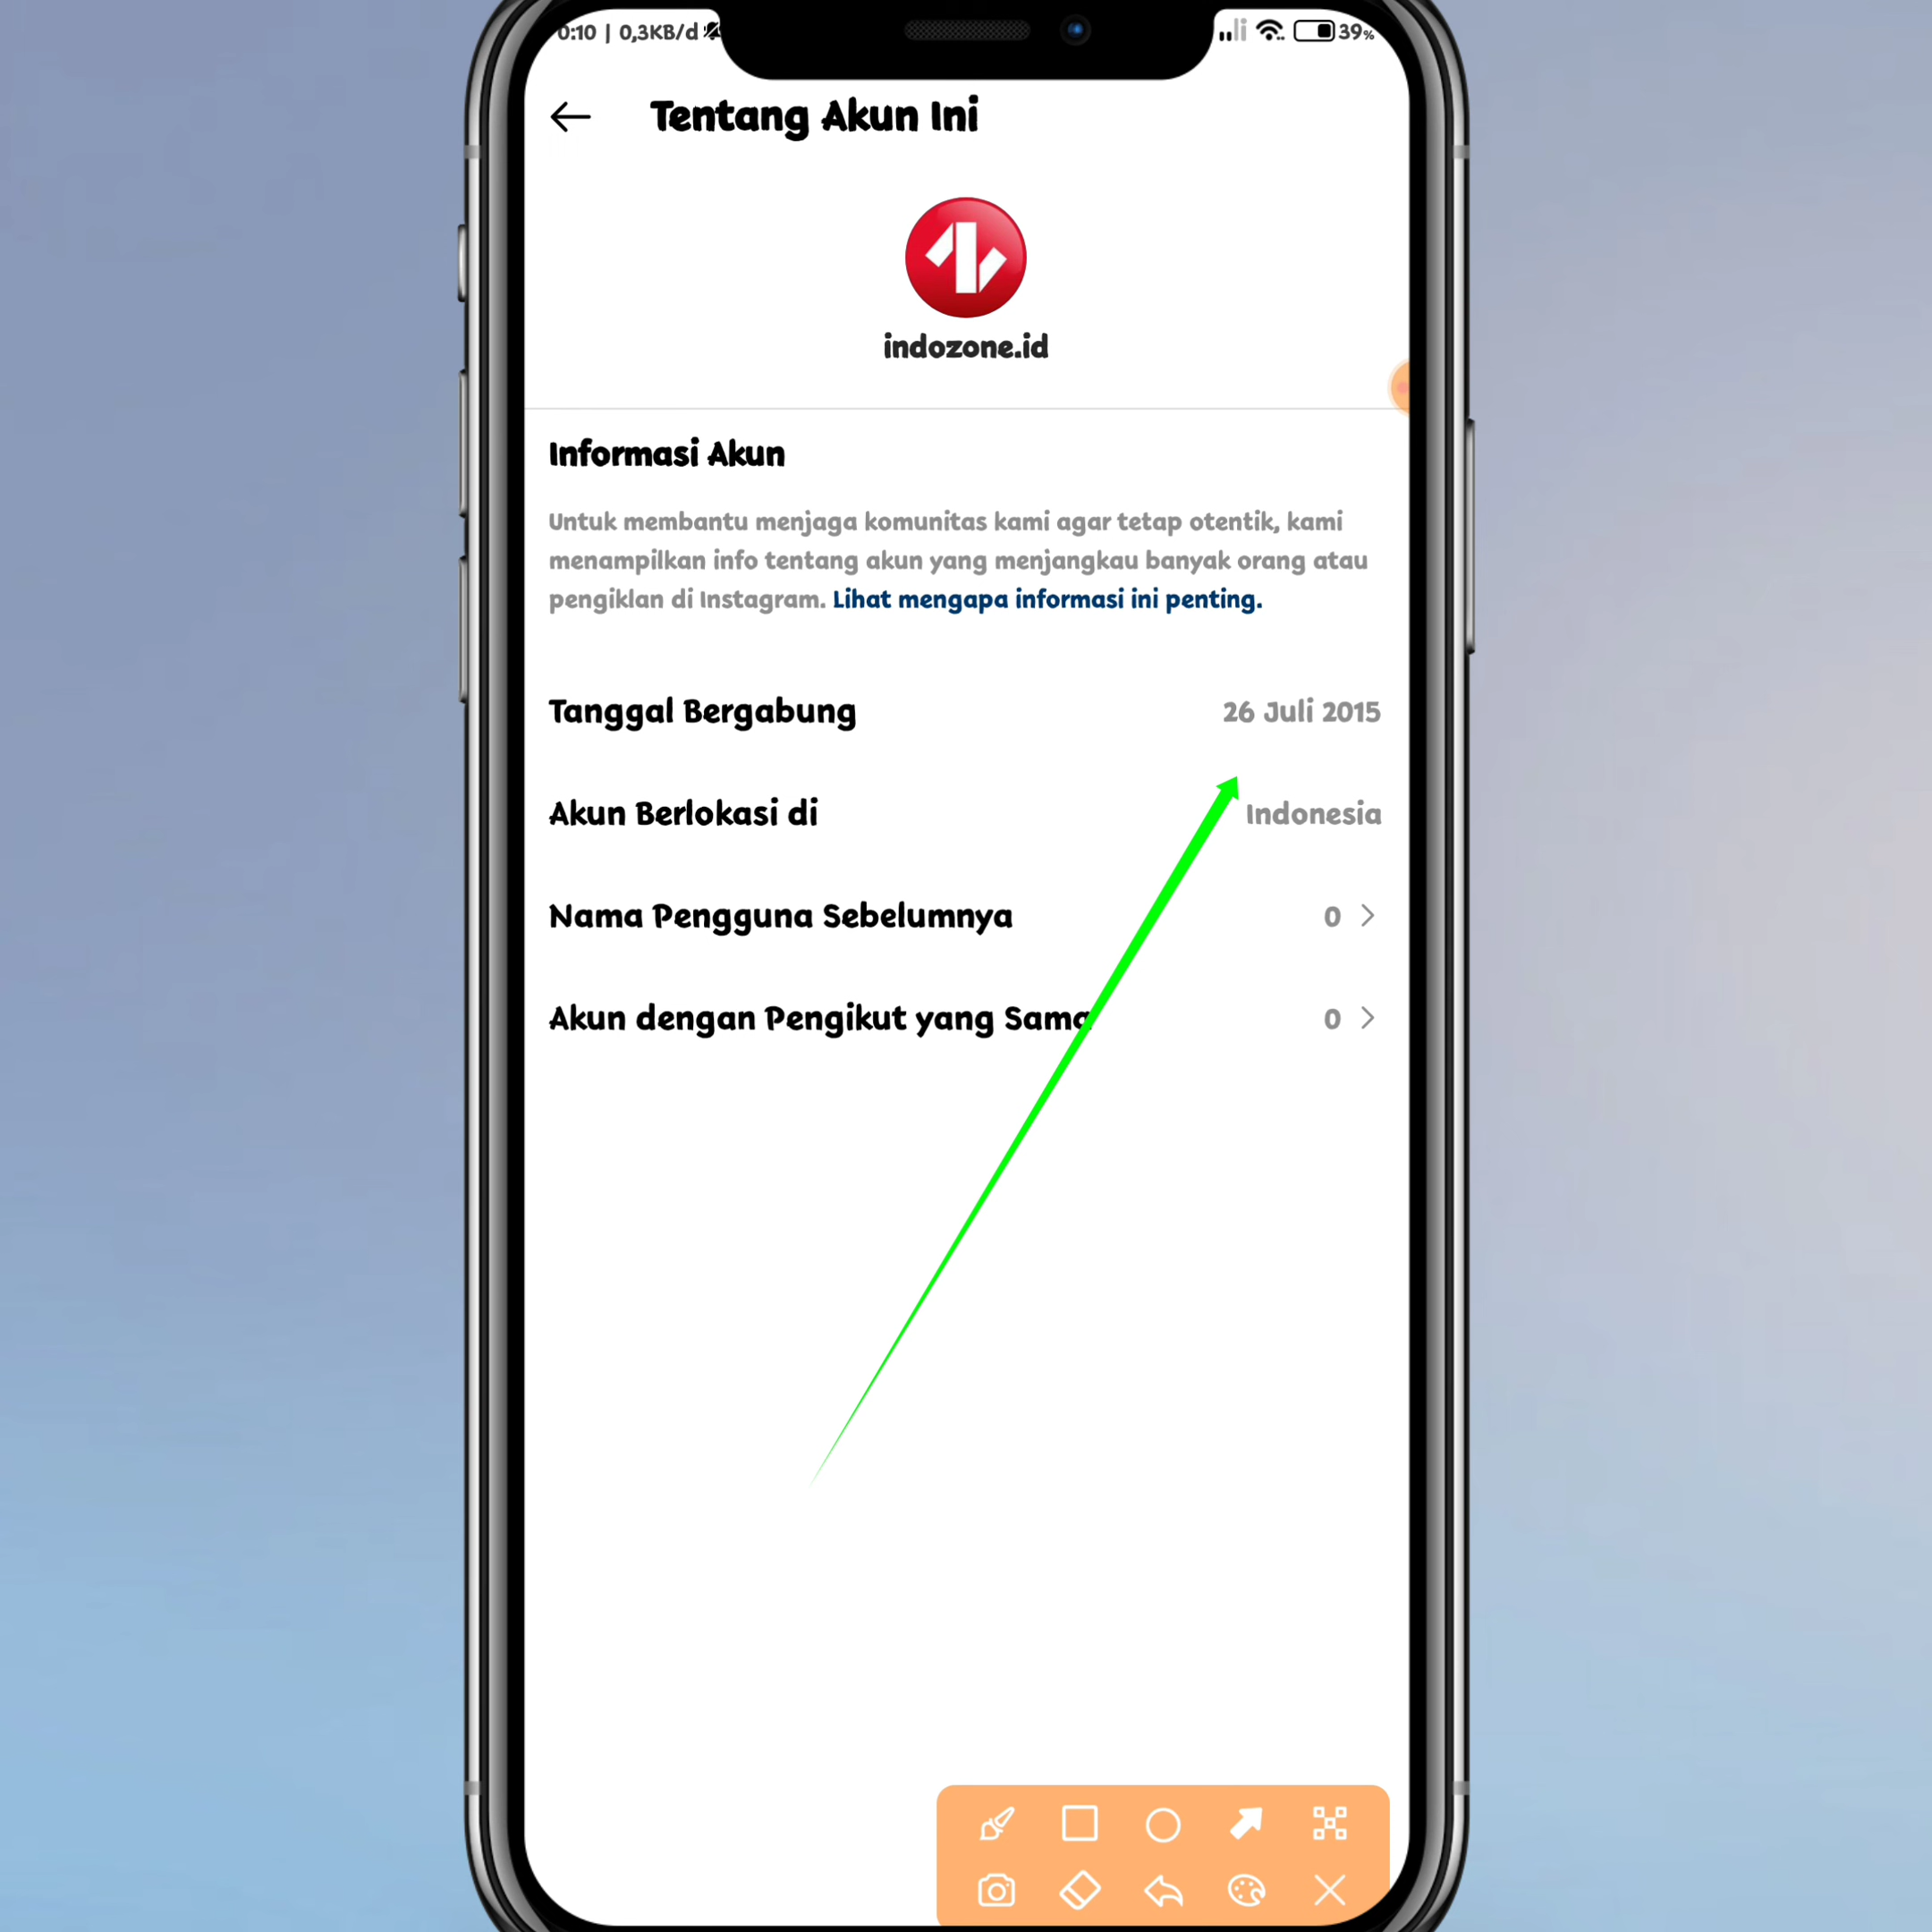 0:10 | 0,3KB/d
39%
Tentang Akun Ini
indozone.id
Informasi Akun
Untuk membantu menjaga komunitas kami agar tetap otentik, kami
menampilkan info tentang akun yang menjangkau banyak orang atau
pengiklan di Instagram. Lihat mengapa informasi ini penting.
Tanggal Bergabung 26 Juli 2015
Akun Berlokasi di Indonesia
Nama Pengguna Sebelumnya 0
Akun dengan Pengikut yang Sama 0